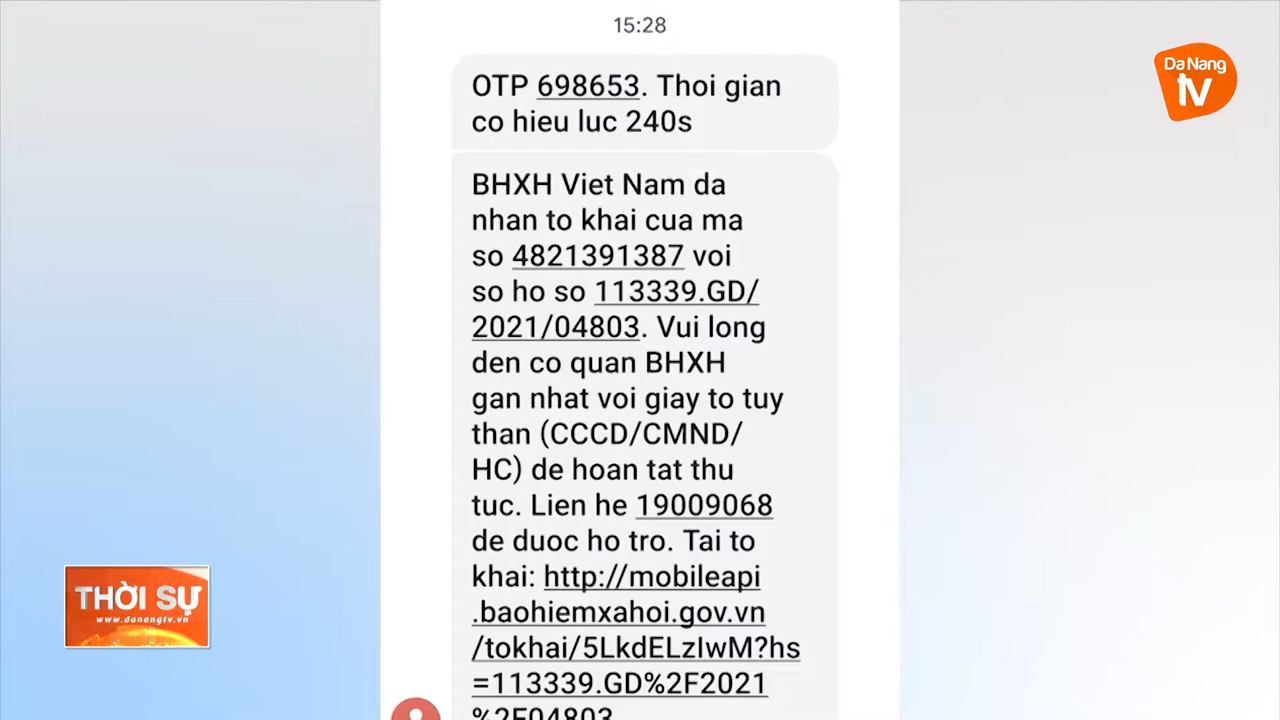 15:28
Da Nang
tv
OTP 698653. Thoi gian
co hieu luc 240s
BHXH Viet Nam da
nhan to khai cua ma
so 4821391387 voi
so ho so 113339.GD/
2021/04803. Vui long
den co quan BHXH
gan nhat voi giay to tuy
than (CCCD/CMND/
HC) de hoan tat thu
tuc. Lien he 19009068
de duoc ho tro. Tai to
khai: http://mobileapi
.baohiemxahoi.gov.vn
/tokhai/5LkdELzIwM?hs
=113339.GD%2F2021
%2F04803
THỜI SỰ
www.danangtv.vn